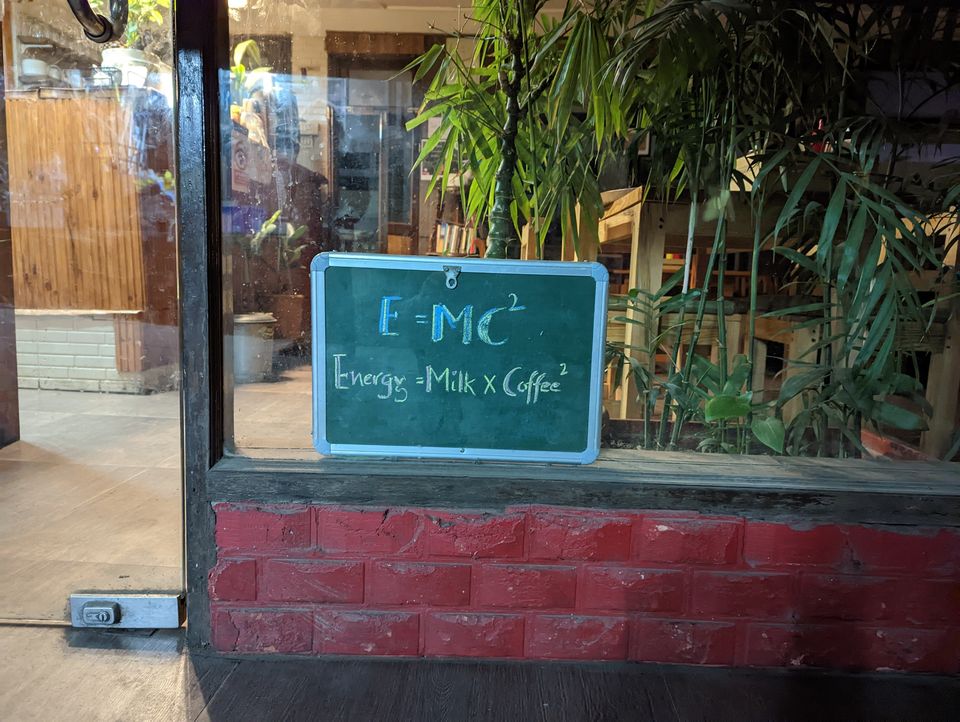 E = MC²
Energy = Milk X Coffee²